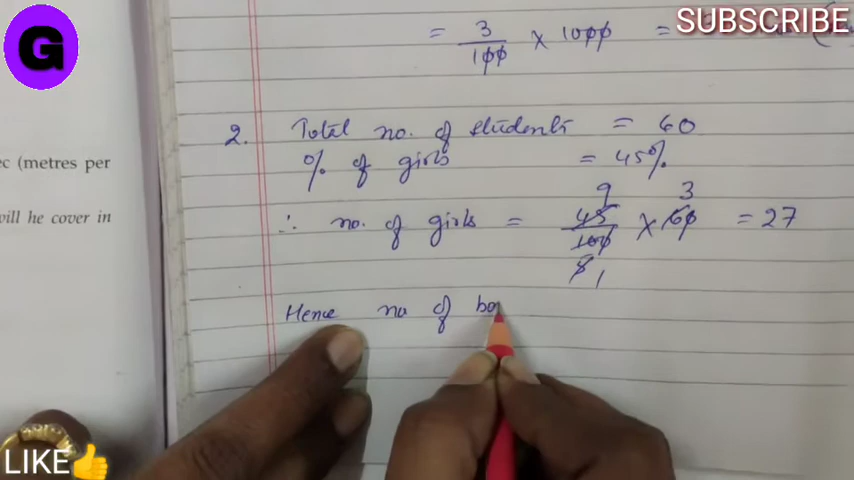 G
SUBSCRIBE
= 3/100 × 1000 =
2. Total no. of students = 60
% of girls = 45%
ec (metres per
9 3
∴ no. of girls = 45/100 × 60 = 27
will he cover in
5 1
Hence no of bo
LIKE👍